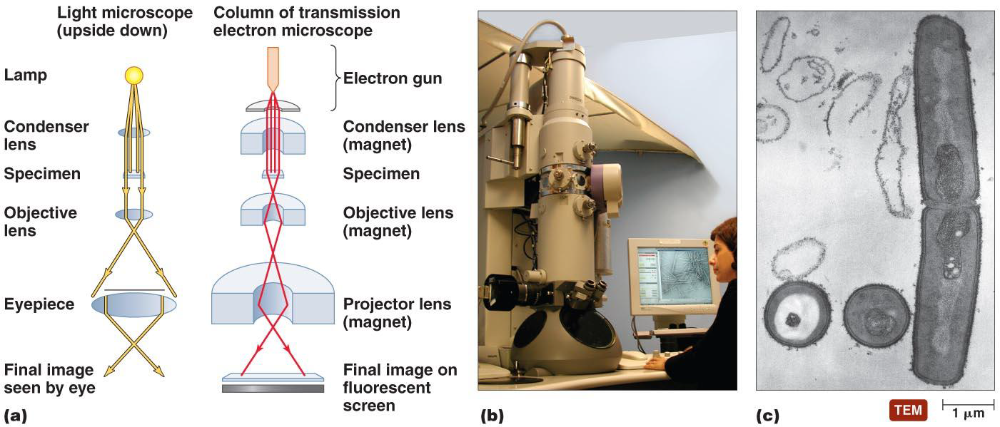 Light microscope
(upside down)
Column of transmission
electron microscope
Lamp
Electron gun
Condenser
lens
Condenser lens
(magnet)
Specimen
Specimen
Objective
lens
Objective lens
(magnet)
Eyepiece
Projector lens
(magnet)
Final image
seen by eye
Final image on
fluorescent
screen
(a)
(b)
(c)
TEM
1 μm